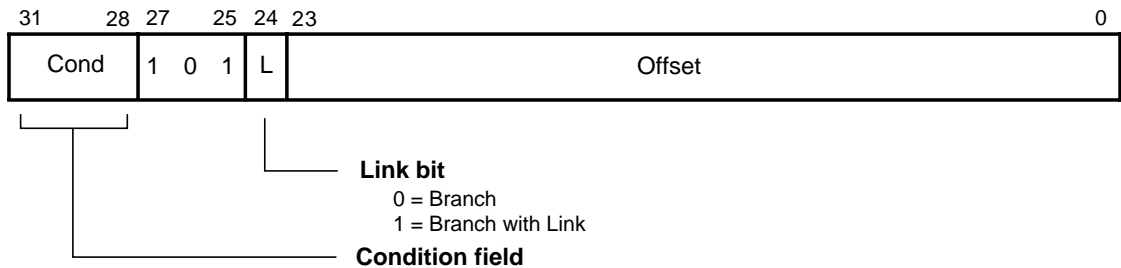 31 28 27 25 24 23 0
Cond 1 0 1 L Offset
Link bit
0 = Branch
1 = Branch with Link
Condition field